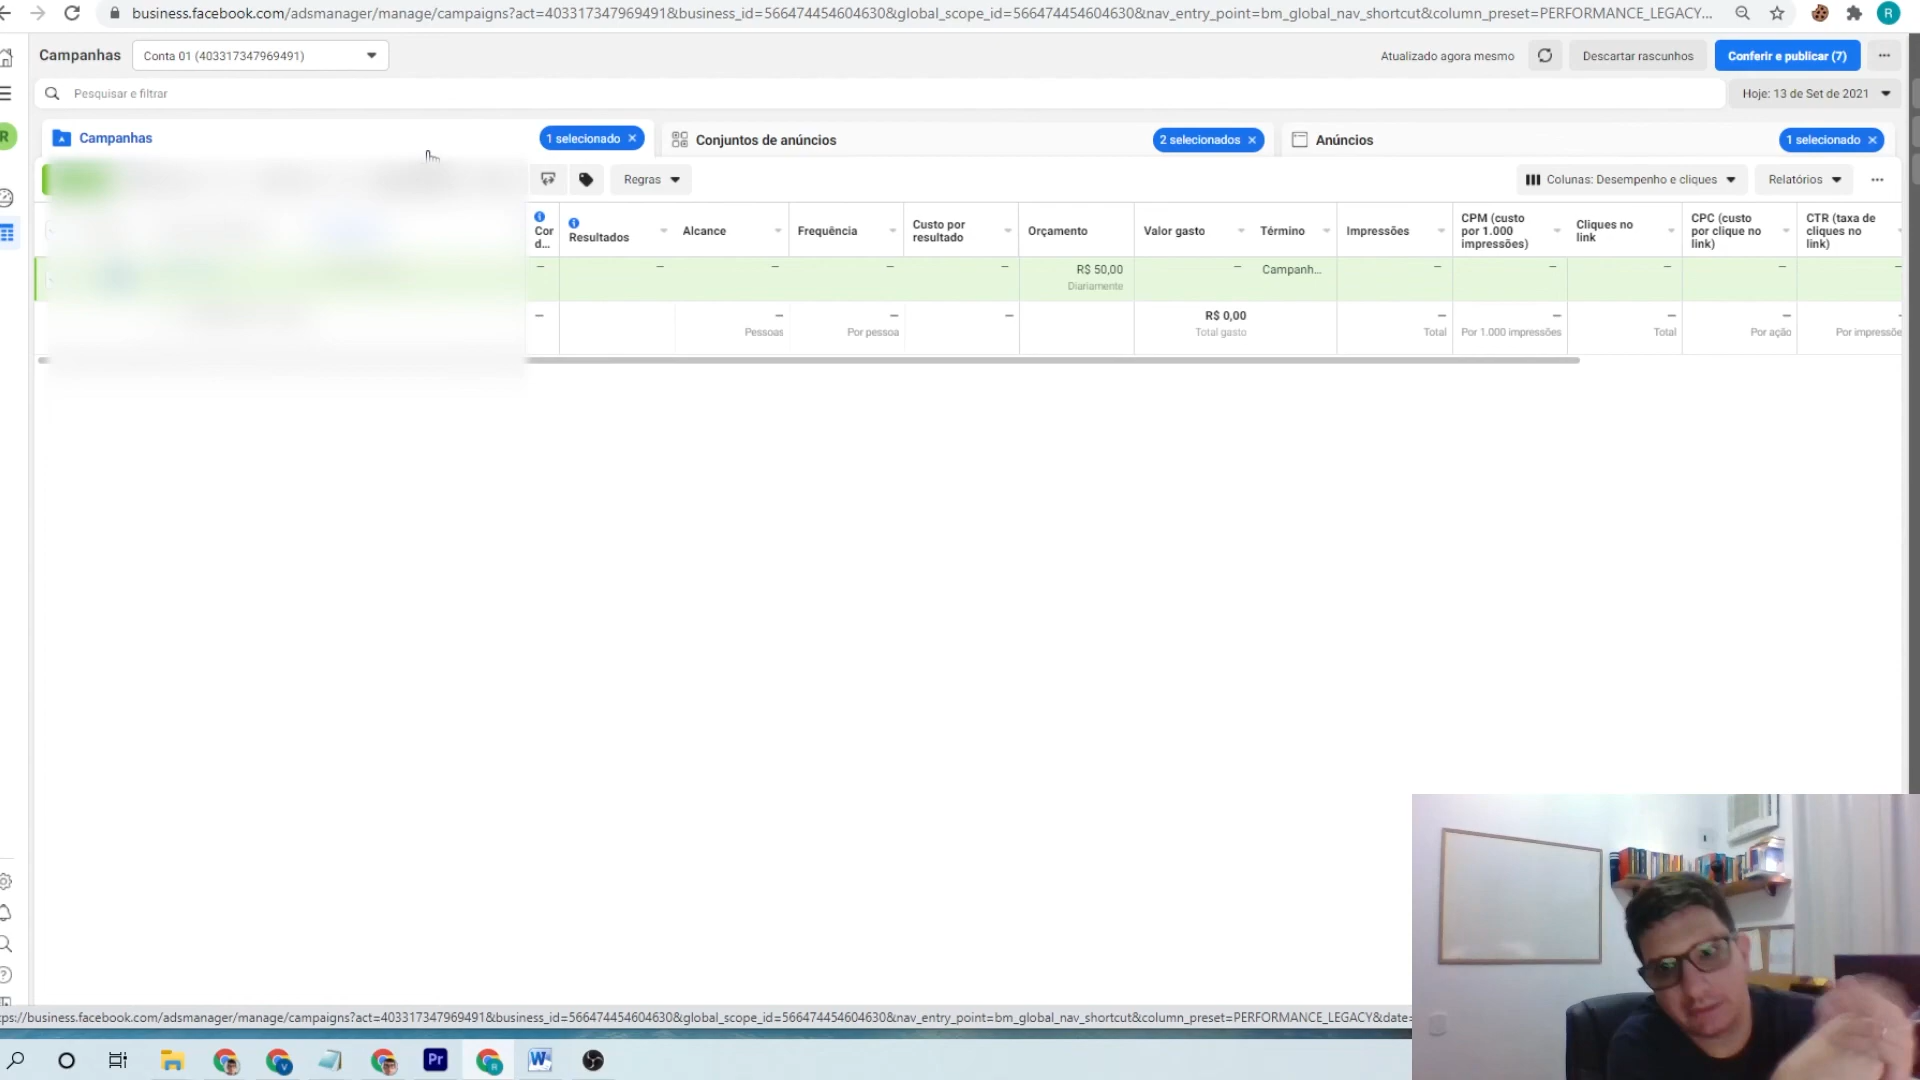 business.facebook.com/adsmanager/manage/campaigns?act=403317347969491&business_id=566474454604630&global_scope_id=566474454604630&nav_entry_point=bm_global_nav_shortcut&column_preset=PERFORMANCE_LEGACY...
R
Campanhas
Conta 01 (403317347969491)
Atualizado agora mesmo
Descartar rascunhos
Conferir e publicar (7)
Pesquisar e filtrar
Hoje: 13 de Set de 2021
R
Campanhas
1 selecionado
Conjuntos de anúncios
2 selecionados
Anúncios
1 selecionado
Regras
Colunas: Desempenho e cliques
Relatórios
Cor d...
Resultados
Alcance
Frequência
Custo por resultado
Orçamento
Valor gasto
Término
Impressões
CPM (custo por 1.000 impressões)
Cliques no link
CPC (custo por clique no link)
CTR (taxa de cliques no link)
— — — — — R$ 50,00 — Campanh... — — — — —
Diariamente
— — — — R$ 0,00 — — — — —
Pessoas Por pessoa Total gasto Total Por 1.000 impressões Total Por ação Por impressõe
ps://business.facebook.com/adsmanager/manage/campaigns?act=403317347969491&business_id=566474454604630&global_scope_id=566474454604630&nav_entry_point=bm_global_nav_shortcut&column_preset=PERFORMANCE_LEGACY&date=
V
Pr
R
W